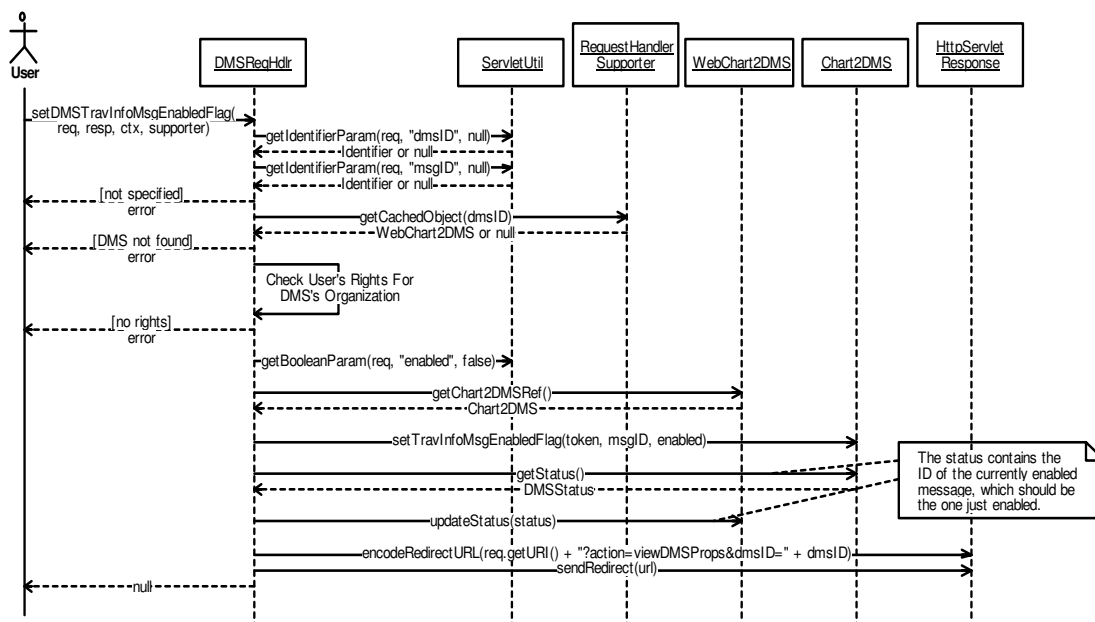 User
DMSReqHdlr
ServletUtil
RequestHandler
Supporter
WebChart2DMS
Chart2DMS
HttpServlet
Response
setDMSTravInfoMsgEnabledFlag(
req, resp, ctx, supporter)
getIdentifierParam(req, "dmsID", null)
Identifier or null
getIdentifierParam(req, "msgID", null)
Identifier or null
[not specified]
error
getCachedObject(dmsID)
WebChart2DMS or null
[DMS not found]
error
Check User's Rights For
DMS's Organization
[no rights]
error
getBooleanParam(req, "enabled", false)
getChart2DMSRef()
Chart2DMS
setTravInfoMsgEnabledFlag(token, msgID, enabled)
getStatus()
DMSStatus
The status contains the
ID of the currently enabled
message, which should be
the one just enabled.
updateStatus(status)
encodeRedirectURL(req.getURI() + "?action=viewDMSProps&dmsID=" + dmsID)
sendRedirect(url)
null